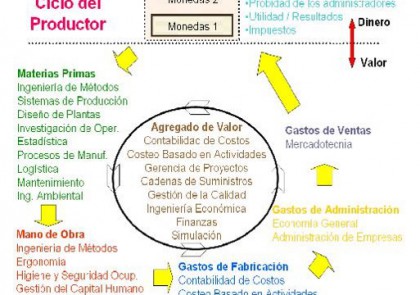 Ciclo del
Productor
Monedas 2
Monedas 1
•Probidad de los administradores
•Utilidad / Resultados
•Impuestos
Dinero
Valor
Materias Primas
Ingeniería de Métodos
Sistemas de Producción
Diseño de Plantas
Investigación de Oper.
Estadística
Procesos de Manuf.
Logística
Mantenimiento
Ing. Ambiental
Agregado de Valor
Contabilidac de Costos
Costeo Basado en Actividades
Gerencia de Proyectos
Cadenas de Suministros
Gestión de la Calidad
Ingeniería Económica
Finanzas
Simulación
Gastos de Ventas
Mercadotecnia
Gastos de Administración
Economía General
Administración de Empresas
Mano de Obra
Ingeniería de Métodos
Ergonomía
Higiene y Seguridad Ocup.
Gestión del Capital Humano
Gastos de Fabricación
Contabilidad de Costos
Costeo Basado en Actividades